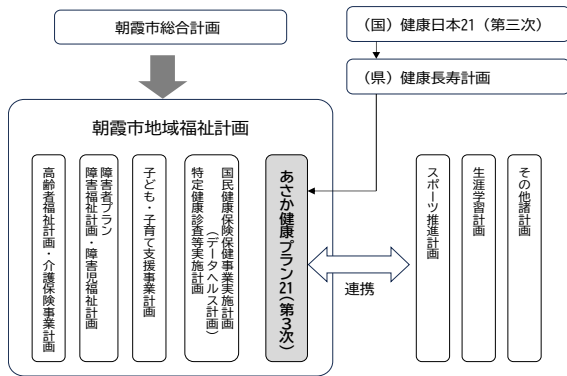 朝霞市総合計画
（国）健康日本21（第三次）
（県）健康長寿計画
朝霞市地域福祉計画
高齢者福祉計画・介護保険事業計画
障害者プラン
障害福祉計画・障害児福祉計画
子ども・子育て支援事業計画
国民健康保険保健事業実施計画
（データヘルス計画）
特定健康診査等実施計画
あさか健康プラン21（第３次）
連携
スポーツ推進計画
生涯学習計画
その他諸計画